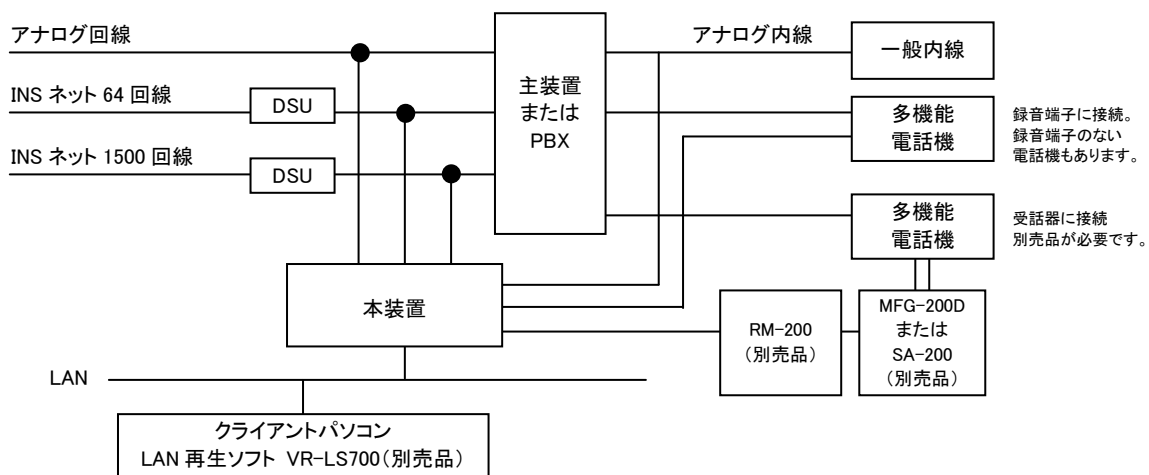 アナログ回線
INS ネット 64 回線
DSU
INS ネット 1500 回線
DSU
主装置
または
PBX
アナログ内線
一般内線
多機能
電話機
録音端子に接続。
録音端子のない
電話機もあります。
多機能
電話機
受話器に接続
別売品が必要です。
本装置
RM-200
(別売品)
MFG-200D
または
SA-200
(別売品)
LAN
クライアントパソコン
LAN 再生ソフト VR-LS700(別売品)